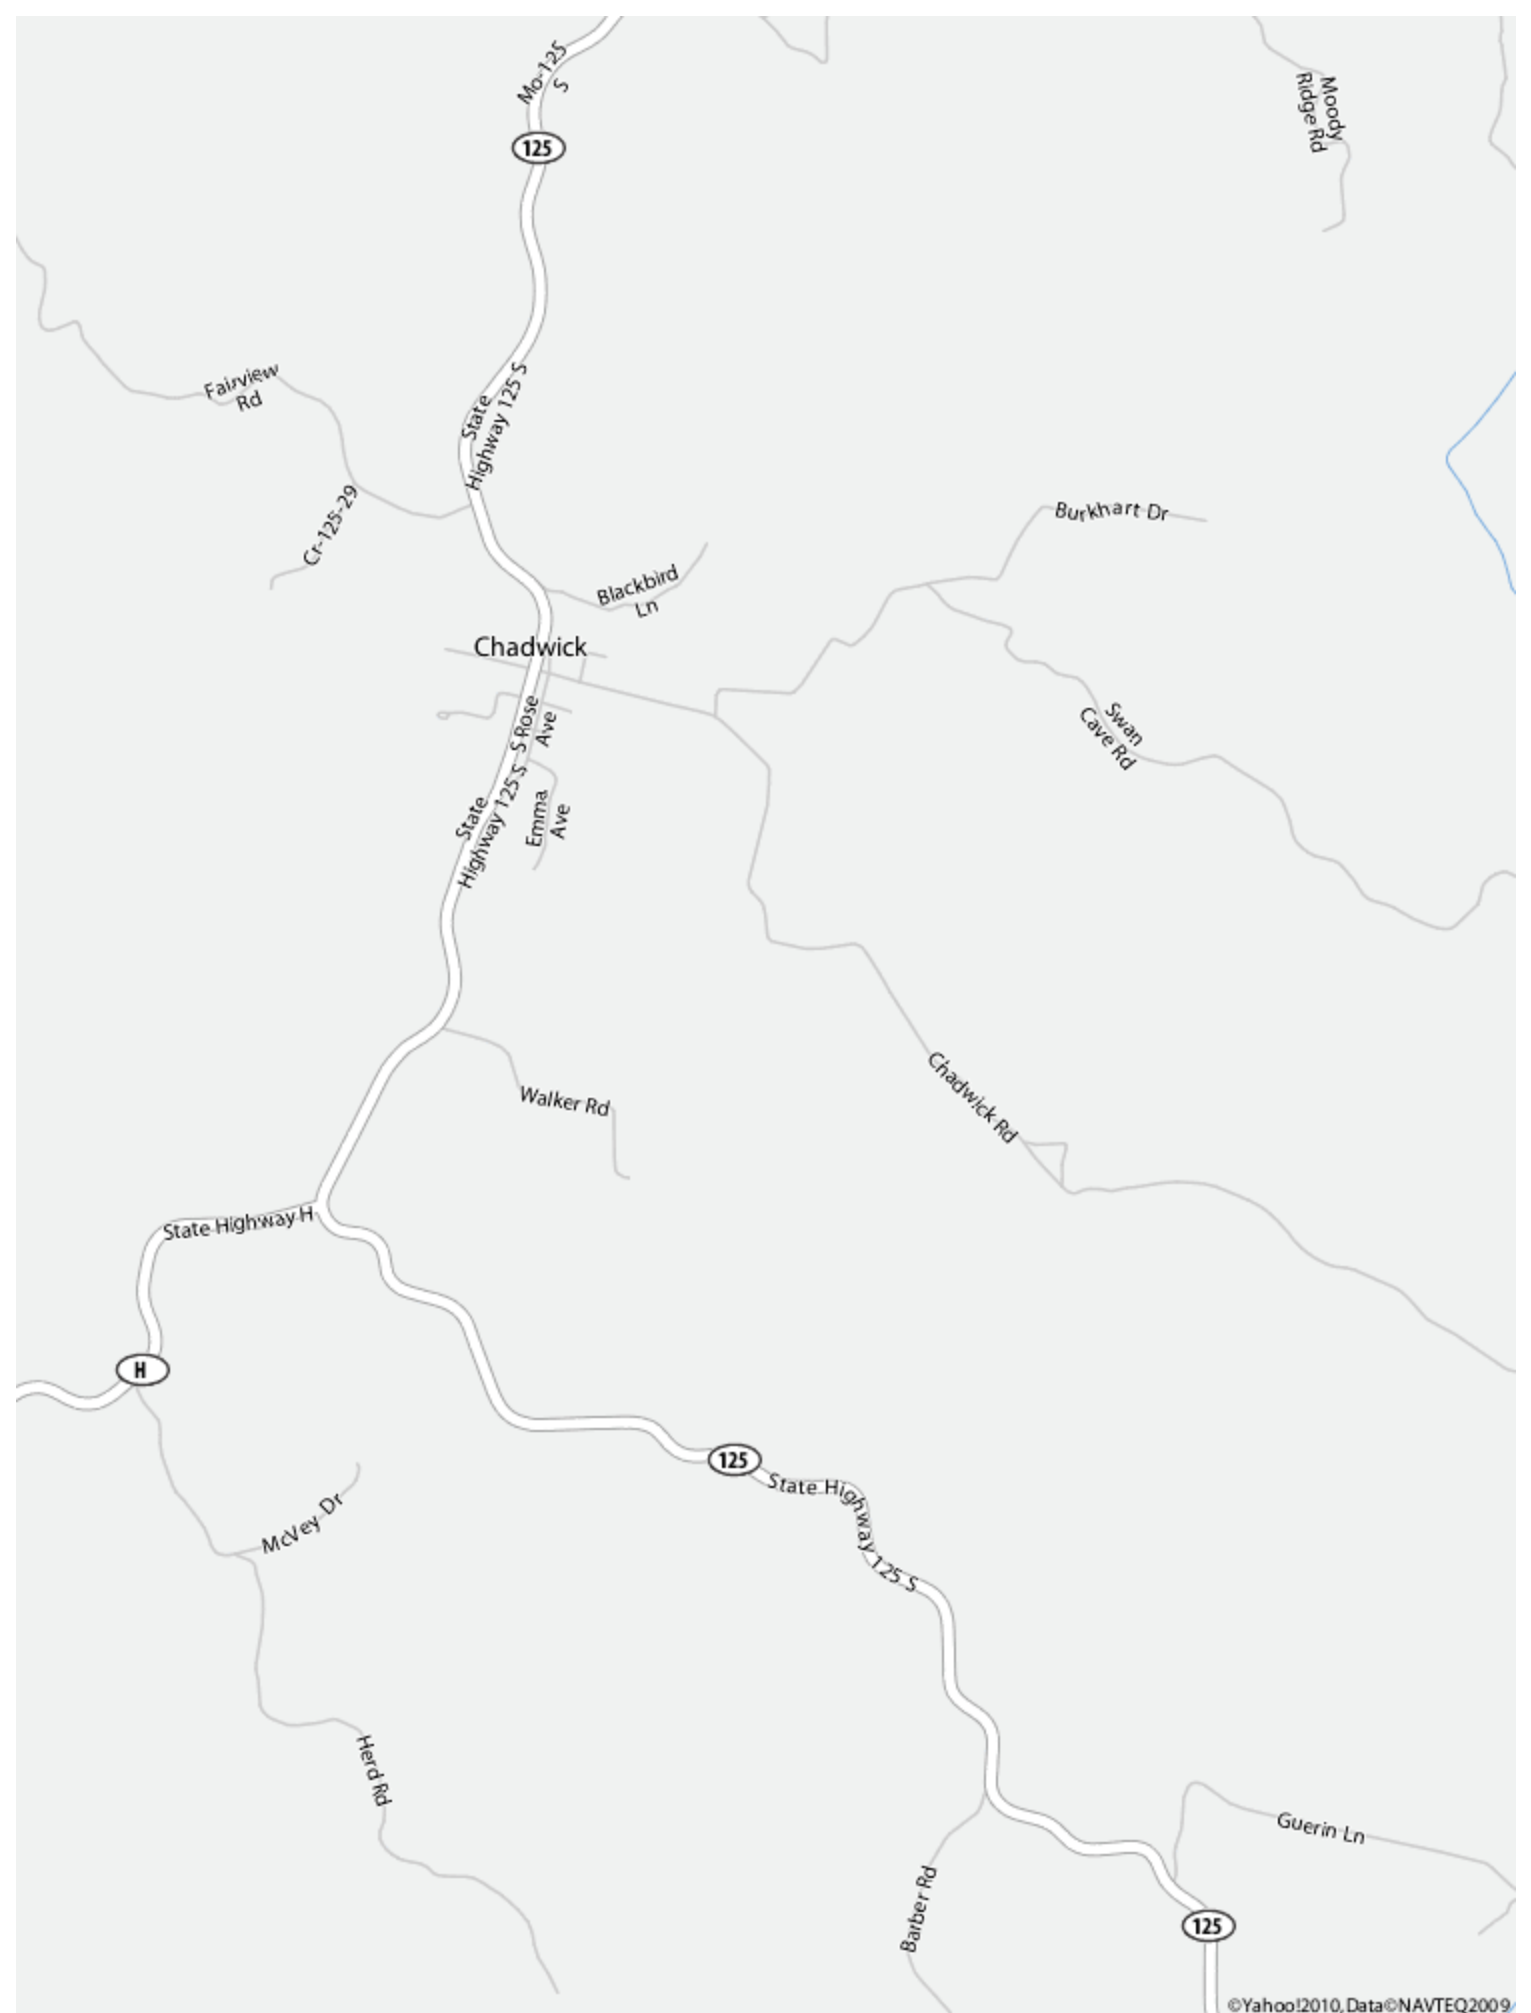 Mo-125
S
125
Moody
Ridge Rd
Fairview
Rd
State
Highway 125 S
Cr-125-29
Burkhart Dr
Blackbird
Ln
Chadwick
S Rose
Ave
Swan
Cave Rd
State
Highway 125 S
Emma
Ave
Chadwick Rd
Walker Rd
State Highway H
H
125
State Highway 125 S
McVey Dr
Herd Rd
Guerin Ln
Barber Rd
125
©Yahoo!2010,Data©NAVTEQ2009